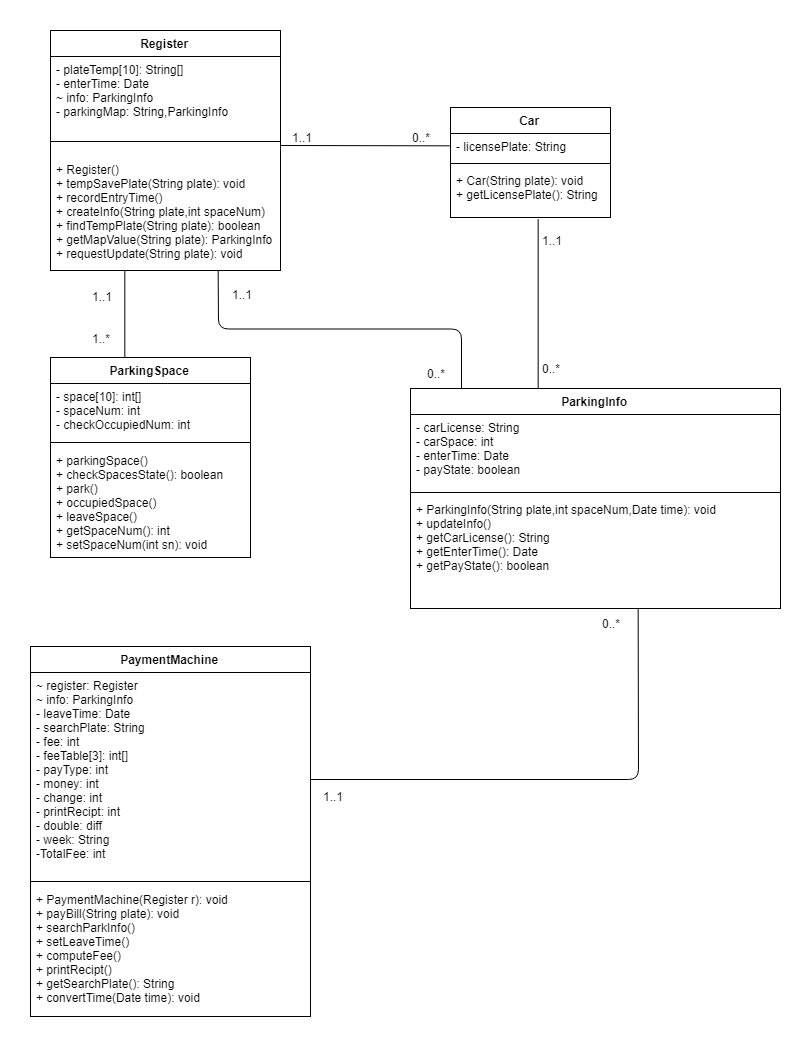 Register
- plateTemp[10]: String[]
- enterTime: Date
~ info: ParkingInfo
- parkingMap: String,ParkingInfo
+ Register()
+ tempSavePlate(String plate): void
+ recordEntryTime()
+ createInfo(String plate,int spaceNum)
+ findTempPlate(String plate): boolean
+ getMapValue(String plate): ParkingInfo
+ requestUpdate(String plate): void
1..1
0..*
Car
- licensePlate: String
+ Car(String plate): void
+ getLicensePlate(): String
1..1
0..*
1..1
1..*
1..1
0..*
ParkingSpace
- space[10]: int[]
- spaceNum: int
- checkOccupiedNum: int
+ parkingSpace()
+ checkSpacesState(): boolean
+ park()
+ occupiedSpace()
+ leaveSpace()
+ getSpaceNum(): int
+ setSpaceNum(int sn): void
ParkingInfo
- carLicense: String
- carSpace: int
- enterTime: Date
- payState: boolean
+ ParkingInfo(String plate,int spaceNum,Date time): void
+ updateInfo()
+ getCarLicense(): String
+ getEnterTime(): Date
+ getPayState(): boolean
0..*
1..1
PaymentMachine
~ register: Register
~ info: ParkingInfo
- leaveTime: Date
- searchPlate: String
- fee: int
- feeTable[3]: int[]
- payType: int
- money: int
- change: int
- printRecipt: int
- double: diff
- week: String
-TotalFee: int
+ PaymentMachine(Register r): void
+ payBill(String plate): void
+ searchParkInfo()
+ setLeaveTime()
+ computeFee()
+ printRecipt()
+ getSearchPlate(): String
+ convertTime(Date time): void